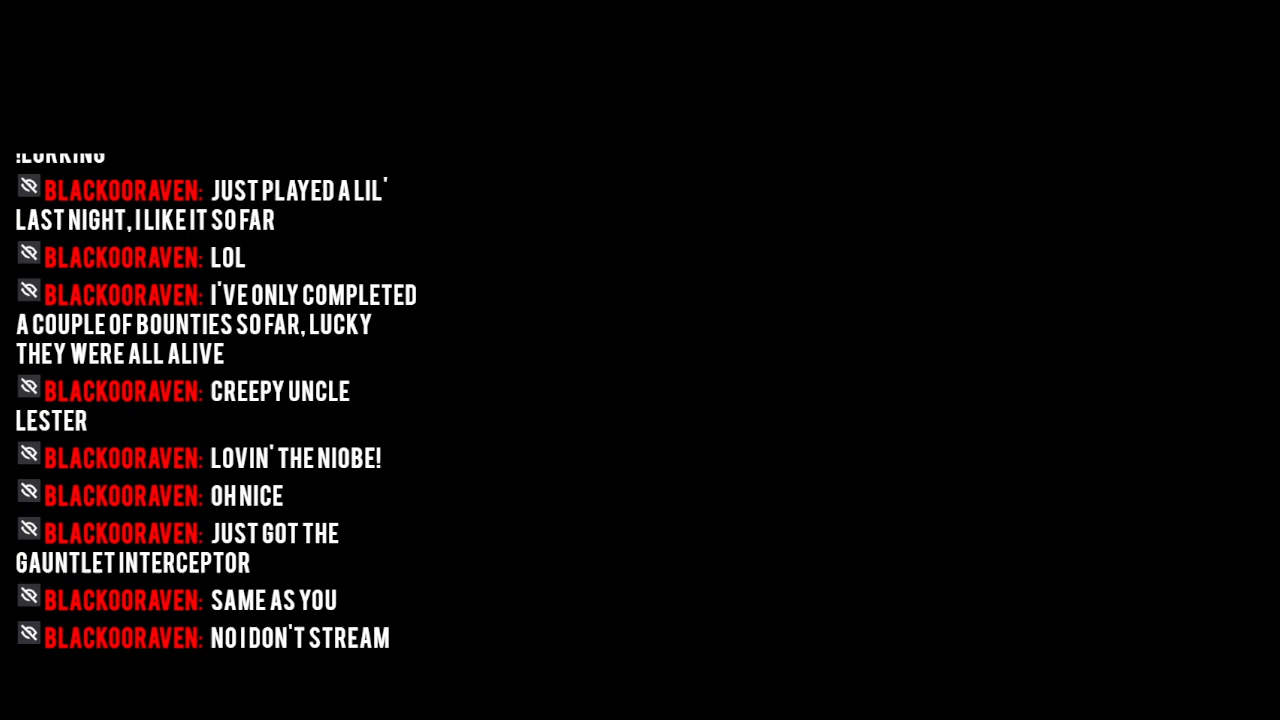 !LURKING
BLACKOORAVEN: JUST PLAYED A LIL'
LAST NIGHT, I LIKE IT SO FAR
BLACKOORAVEN: LOL
BLACKOORAVEN: I'VE ONLY COMPLETED
A COUPLE OF BOUNTIES SO FAR, LUCKY
THEY WERE ALL ALIVE
BLACKOORAVEN: CREEPY UNCLE
LESTER
BLACKOORAVEN: LOVIN' THE NIOBE!
BLACKOORAVEN: OH NICE
BLACKOORAVEN: JUST GOT THE
GAUNTLET INTERCEPTOR
BLACKOORAVEN: SAME AS YOU
BLACKOORAVEN: NO I DON'T STREAM